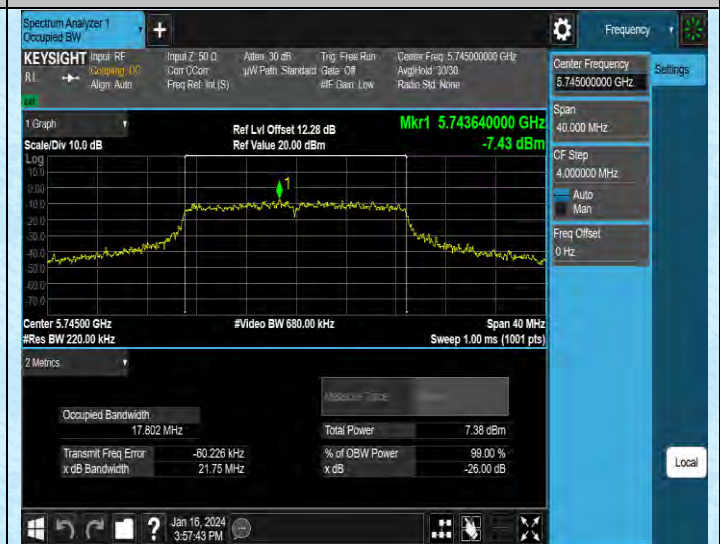 Spectrum Analyzer 1
Occupied BW
+
Frequency
KEYSIGHT
Input: RF
Coupling: DC
Align: Auto
Input Z: 50 Ω
Corr CCorr
Freq Ref: Int (S)
Atten: 30 dB
µW Path: Standard
Trig: Free Run
Gate: Off
#IF Gain: Low
Center Freq: 5.745000000 GHz
Avg|Hold: 30/30
Radio Std: None
Center Frequency
5.745000000 GHz
Settings
Span
40.000 MHz
CF Step
4.000000 MHz
Auto
Man
Freq Offset
0 Hz
1 Graph
Scale/Div 10.0 dB
Ref Lvl Offset 12.28 dB
Ref Value 20.00 dBm
Mkr1 5.743640000 GHz
-7.43 dBm
Log
10.0
0.00
-10.0
-20.0
-30.0
-40.0
-50.0
-60.0
-70.0
1
Center 5.74500 GHz
#Res BW 220.00 kHz
#Video BW 680.00 kHz
Span 40 MHz
Sweep 1.00 ms (1001 pts)
2 Metrics
Measure Trace
Occupied Bandwidth
17.802 MHz
Total Power 7.38 dBm
Transmit Freq Error -60.226 kHz
% of OBW Power 99.00 %
x dB Bandwidth 21.75 MHz
x dB -26.00 dB
Local
?
Jan 16, 2024
3:57:43 PM